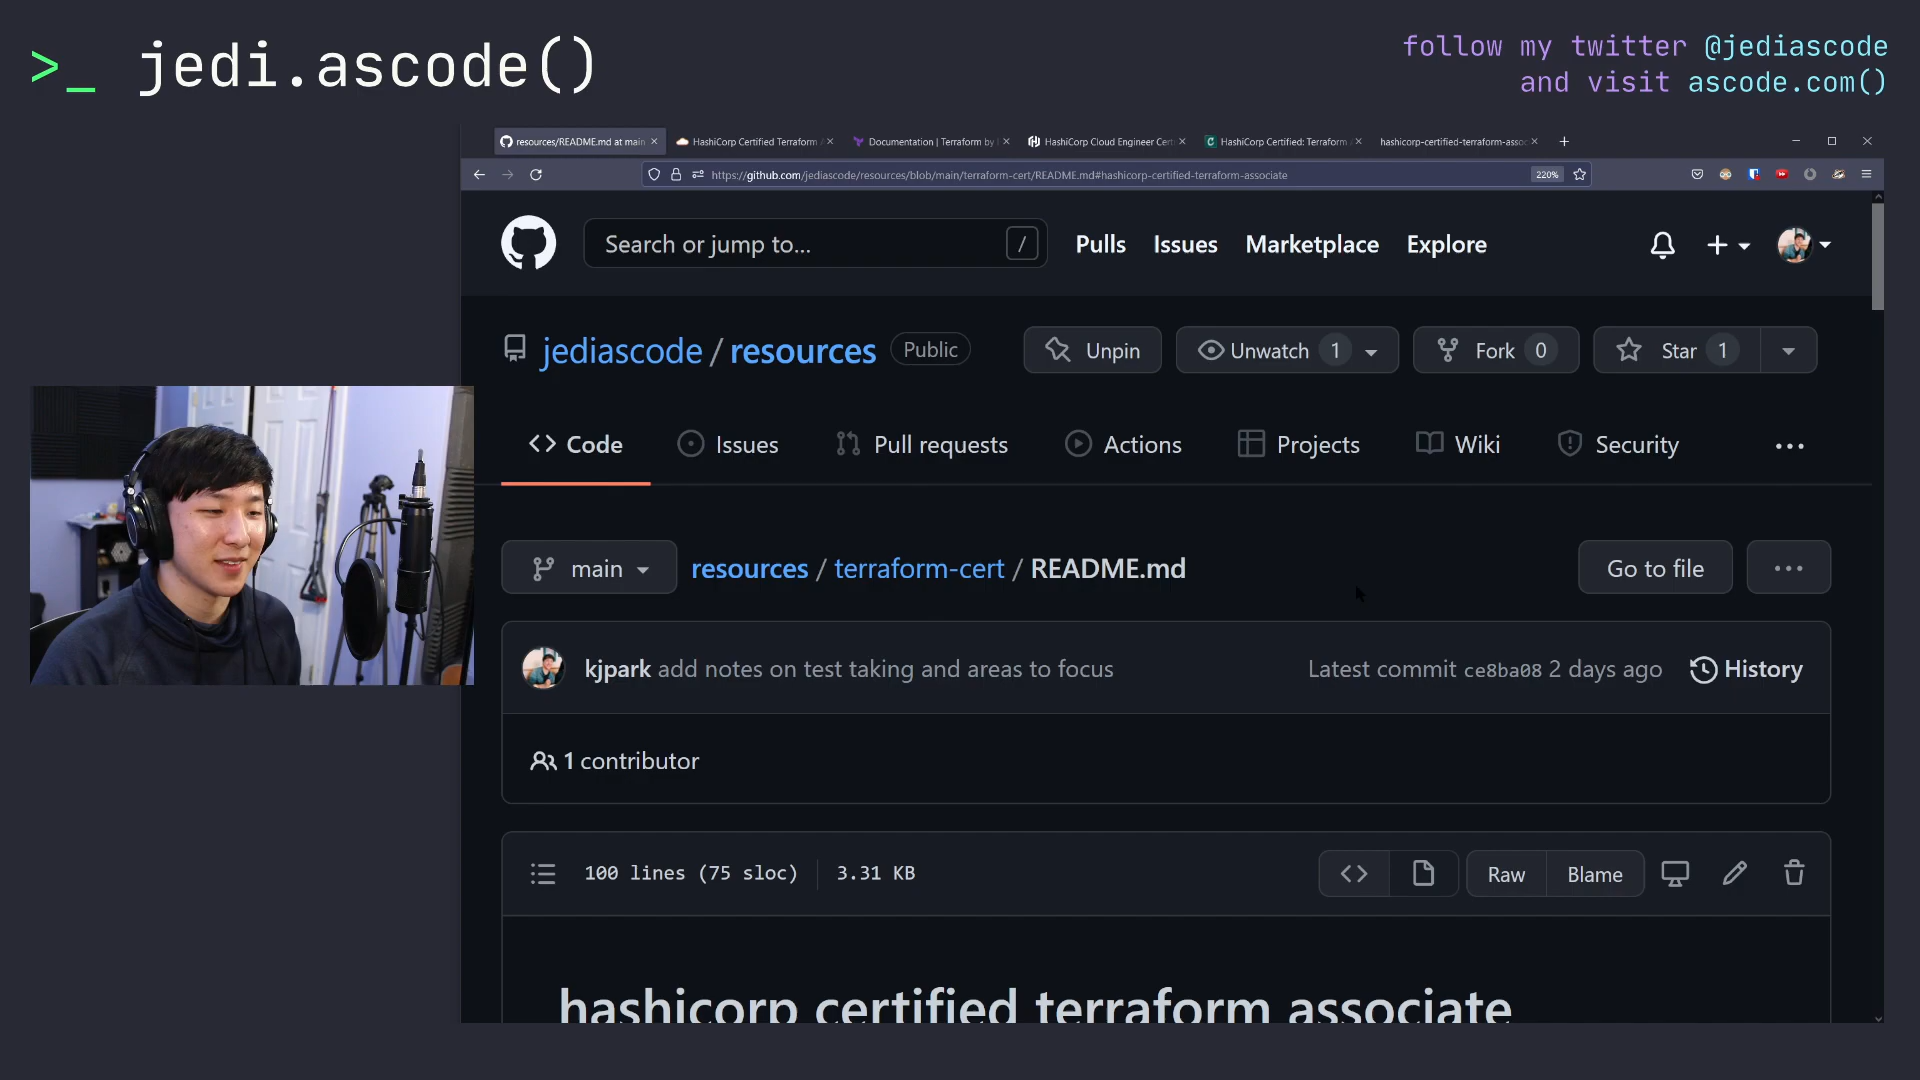 >_ jedi.ascode()
follow my twitter @jediascode
and visit ascode.com()
resources/README.md at main
HashiCorp Certified Terraform
Documentation | Terraform by
HashiCorp Cloud Engineer Cert
HashiCorp Certified: Terraform
hashicorp-certified-terraform-assoc
https://github.com/jediascode/resources/blob/main/terraform-cert/README.md#hashicorp-certified-terraform-associate
220%
Search or jump to...
/
Pulls
Issues
Marketplace
Explore
jediascode / resources
Public
Unpin
Unwatch 1
Fork 0
Star 1
Code
Issues
Pull requests
Actions
Projects
Wiki
Security
main
resources / terraform-cert / README.md
Go to file
kjpark add notes on test taking and areas to focus
Latest commit ce8ba08 2 days ago
History
1 contributor
100 lines (75 sloc)
3.31 KB
Raw
Blame
hashicorp certified terraform associate